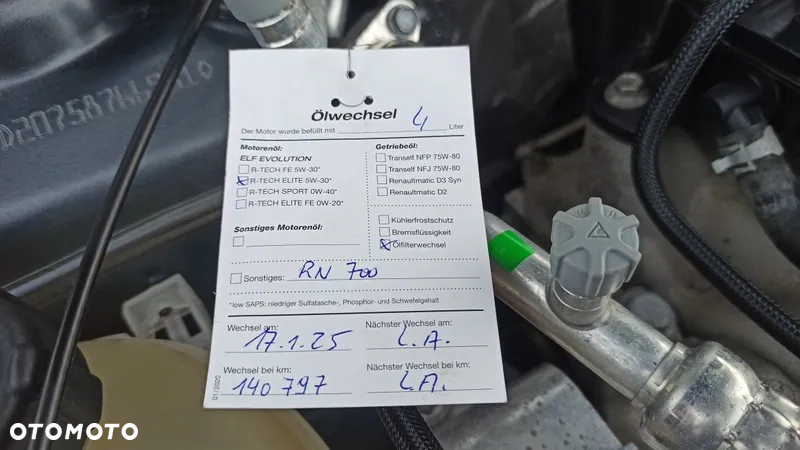 Ölwechsel
Der Motor wurde befüllt mit 4 Liter
Motorenöl:
ELF EVOLUTION
R-TECH FE 5W-30*
R-TECH ELITE 5W-30*
R-TECH SPORT 0W-40*
R-TECH ELITE FE 0W-20*
Sonstiges Motorenöl:
Getriebeöl:
Tranself NFP 75W-80
Tranself NFJ 75W-80
Renaultmatic D3 Syn
Renaultmatic D2
Kühlerfrostschutz
Bremsflüssigkeit
Ölfilterwechsel
Sonstiges: RN 700
*low SAPS: niedriger Sulfatasche-, Phosphor- und Schwefelgehalt
Wechsel am: 17.1.25
Nächster Wechsel am: L.A.
Wechsel bei km: 140 797
Nächster Wechsel bei km: L.A.
01/2020
OTOMOTO